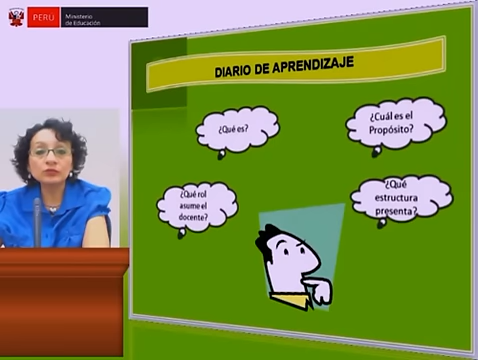 PERÚ
Ministerio
de Educación
DIARIO DE APRENDIZAJE
¿Qué es?
¿Cuál es el
Propósito?
¿Qué rol
asume el
docente?
¿Qué
estructura
presenta?